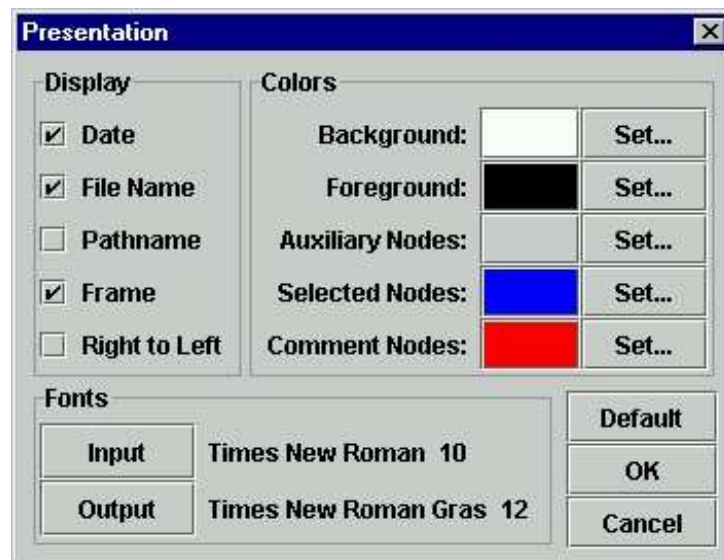 Presentation
Display
Date
File Name
Pathname
Frame
Right to Left
Colors
Background: Set...
Foreground: Set...
Auxiliary Nodes: Set...
Selected Nodes: Set...
Comment Nodes: Set...
Fonts
Input Times New Roman 10
Output Times New Roman Gras 12
Default
OK
Cancel